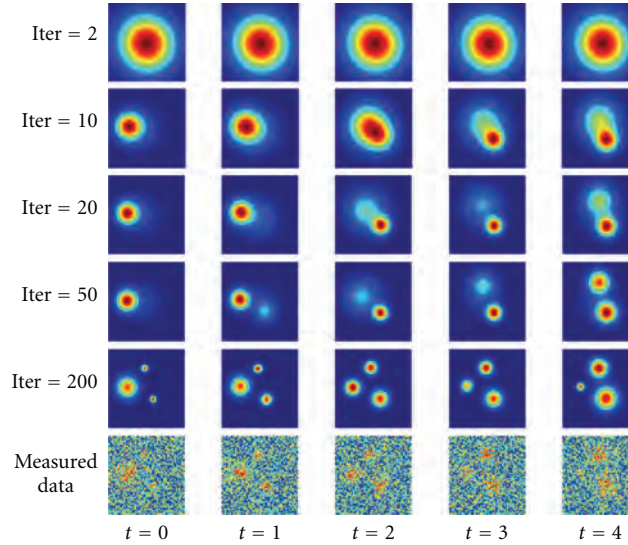 Iter = 2
Iter = 10
Iter = 20
Iter = 50
Iter = 200
Measured
data
t = 0 t = 1 t = 2 t = 3 t = 4